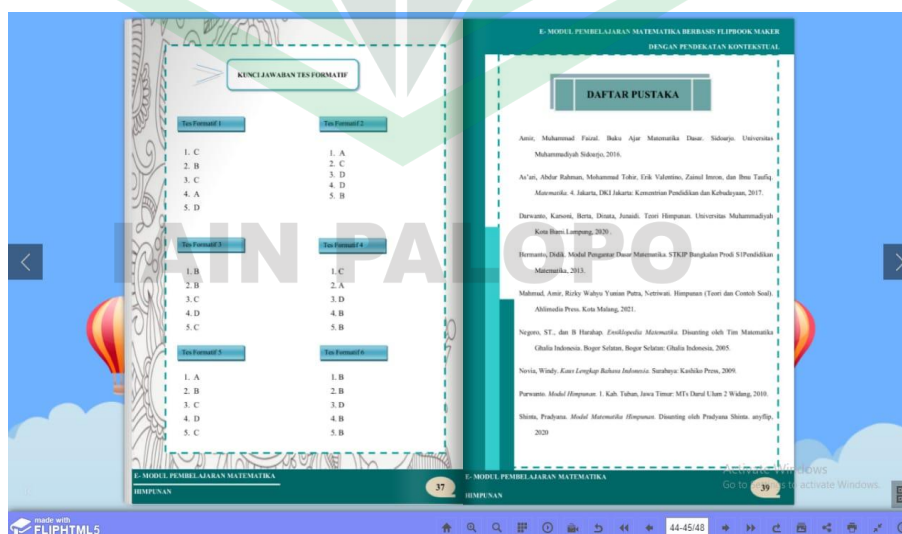 KUNCI JAWABAN TES FORMATIF
Tes Formatif 1
1. C
2. B
3. C
4. A
5. D
Tes Formatif 2
1. A
2. C
3. D
4. D
5. B
Tes Formatif 3
1. B
2. B
3. C
4. D
5. C
Tes Formatif 4
1. C
2. A
3. D
4. B
5. B
Tes Formatif 5
1. A
2. B
3. C
4. D
5. C
Tes Formatif 6
1. B
2. B
3. D
4. B
5. B
E- MODUL PEMBELAJARAN MATEMATIKA
HIMPUNAN
37
E- MODUL PEMBELAJARAN MATEMATIKA BERBASIS FLIPBOOK MAKER
DENGAN PENDEKATAN KONTEKSTUAL
DAFTAR PUSTAKA
Amir, Muhammad Faizal. Buku Ajar Matematika Dasar. Sidoarjo. Universitas
Muhammadiyah Sidoarjo, 2016.
As'ari, Abdur Rahman, Mohammad Tohir, Erik Valentino, Zainul Imron, dan Ibnu Taufiq.
Matematika. 4. Jakarta, DKI Jakarta: Kementrian Pendidikan dan Kebudayaan, 2017.
Darwanto, Karsoni, Berta, Dinata, Junaidi. Teori Himpunan. Universitas Muhammadiyah
Kota Bumi Lampung, 2020.
Hermanto, Didik. Modul Pengantar Dasar Matematika. STKIP Bangkalan Prodi S1Pendidikan
Matematika, 2013.
Mahmud, Amir, Rizky Wahyu Yunian Putra, Netriwati. Himpunan (Teori dan Contoh Soal).
Ahlimedia Press. Kota Malang, 2021.
Negoro, ST., dan B Harahap. Ensiklopedia Matematika. Disunting oleh Tim Matematika
Ghalia Indonesia. Bogor Selatan, Bogor Selatan: Ghalia Indonesia, 2005.
Novia, Windy. Kaus Lengkap Bahasa Indonesia. Surabaya: Kashiko Press, 2009.
Purwanto. Modul Himpunan. 1. Kab. Tuban, Jawa Timur: MTs Darul Ulum 2 Widang, 2010.
Shinta, Pradyana. Modul Matematika Himpunan. Disunting oleh Pradyana Shinta. anyflip,
2020
E- MODUL PEMBELAJARAN MATEMATIKA
HIMPUNAN
39
IAIN PALOPO
Activate Windows
Go to Settings to activate Windows.
made with
FLIPHTML5
44-45/48